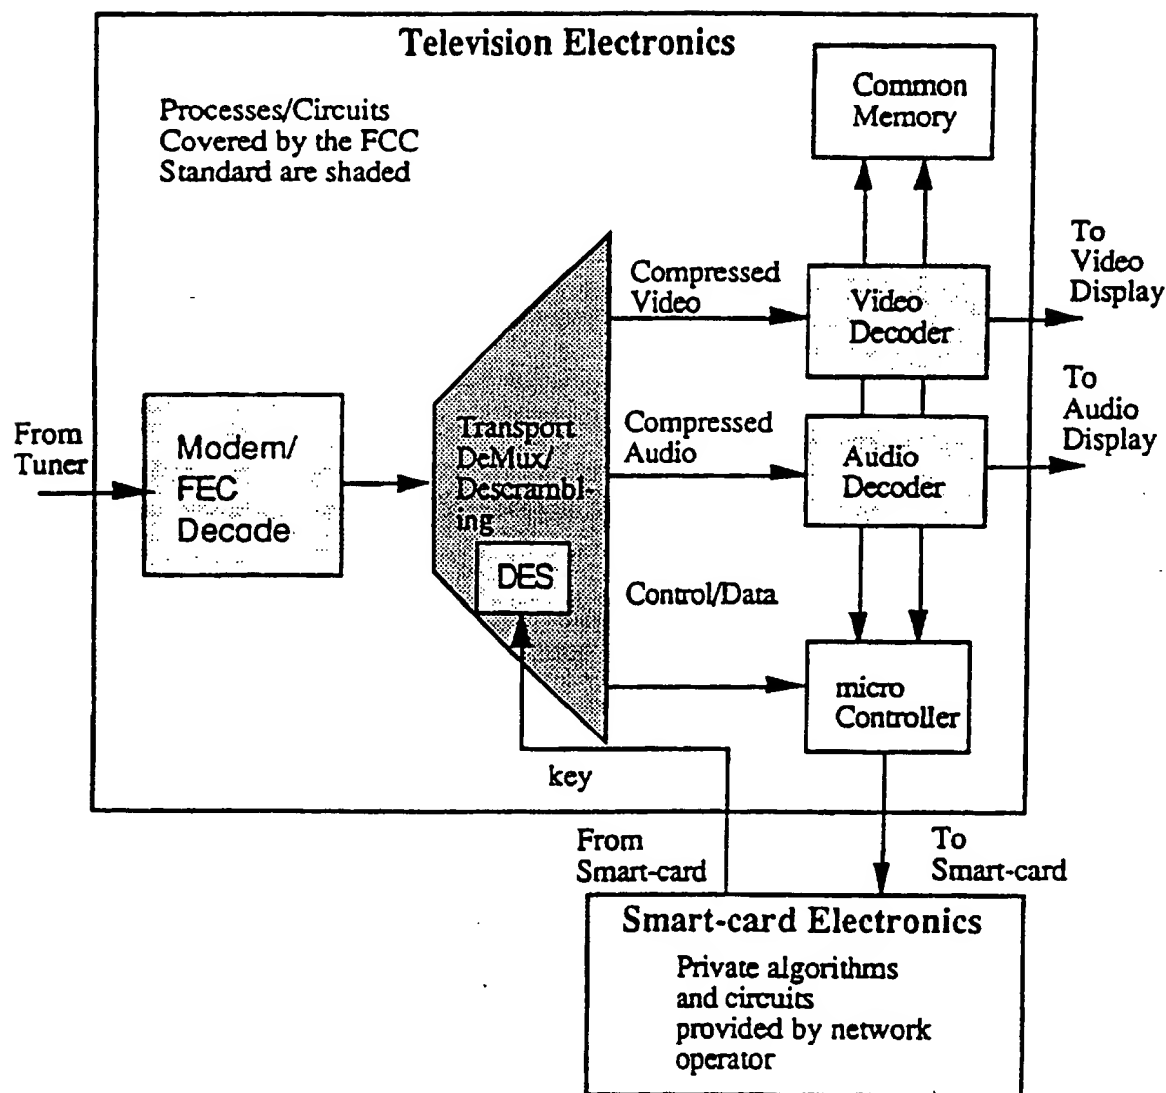 Television Electronics
Processes/Circuits
Covered by the FCC
Standard are shaded
Common
Memory
To
Video
Display
Compressed
Video
Video
Decoder
To
Audio
Display
From
Tuner
Modem/
FEC
Decode
Transport
DeMux/
Descrambl-
ing
DES
Compressed
Audio
Audio
Decoder
Control/Data
micro
Controller
key
From
Smart-card
To
Smart-card
Smart-card Electronics
Private algorithms
and circuits
provided by network
operator